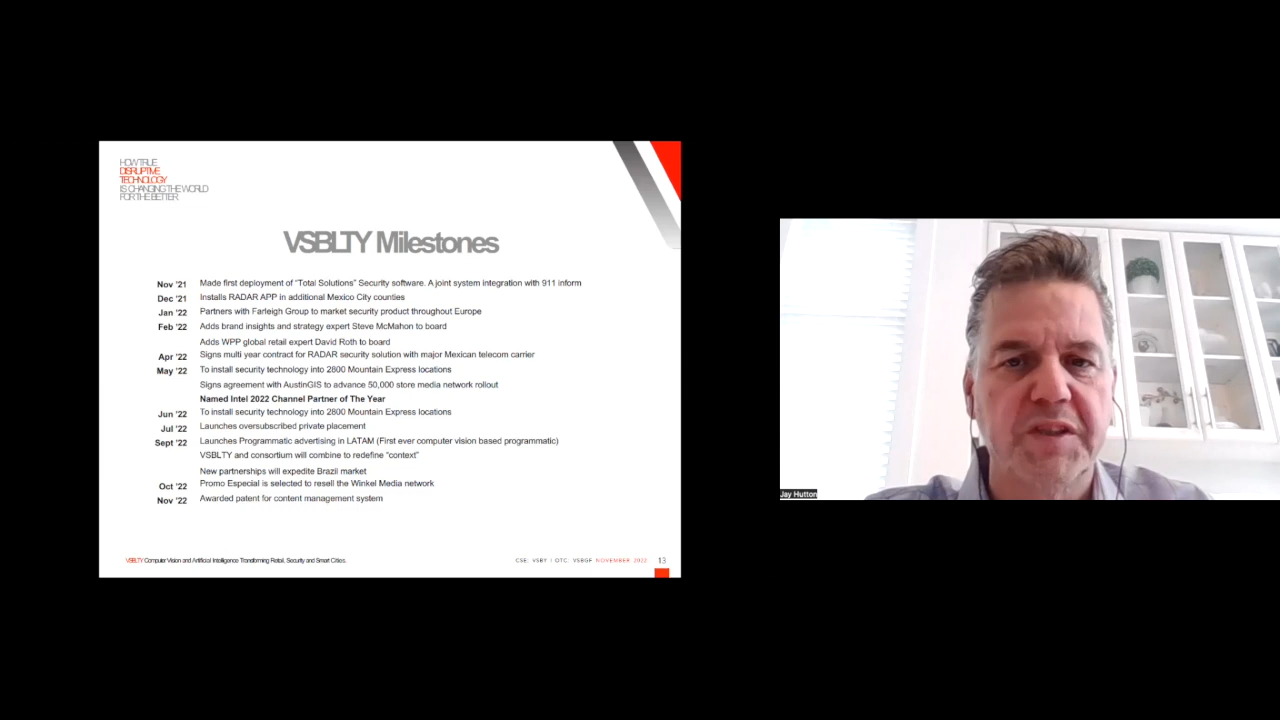 HOW TRUE
DISRUPTIVE
TECHNOLOGY
IS CHANGING THE WORLD
FOR THE BETTER
VSBLTY Milestones
Nov '21 Made first deployment of "Total Solutions" Security software. A joint system integration with 911 inform
Dec '21 Installs RADAR APP in additional Mexico City counties
Jan '22 Partners with Farleigh Group to market security product throughout Europe
Feb '22 Adds brand insights and strategy expert Steve McMahon to board
Adds WPP global retail expert David Roth to board
Apr '22 Signs multi year contract for RADAR security solution with major Mexican telecom carrier
May '22 To install security technology into 2800 Mountain Express locations
Signs agreement with AustinGIS to advance 50,000 store media network rollout
Named Intel 2022 Channel Partner of The Year
Jun '22 To install security technology into 2800 Mountain Express locations
Jul '22 Launches oversubscribed private placement
Sept '22 Launches Programmatic advertising in LATAM (First ever computer vision based programmatic)
VSBLTY and consortium will combine to redefine "context"
New partnerships will expedite Brazil market
Oct '22 Promo Especial is selected to resell the Winkel Media network
Nov '22 Awarded patent for content management system
VSBLTY Computer Vision and Artificial Intelligence Transforming Retail, Security and Smart Cities.
CSE: VSBY / OTC: VSBGF NOVEMBER 2022 13
Jay Hutton